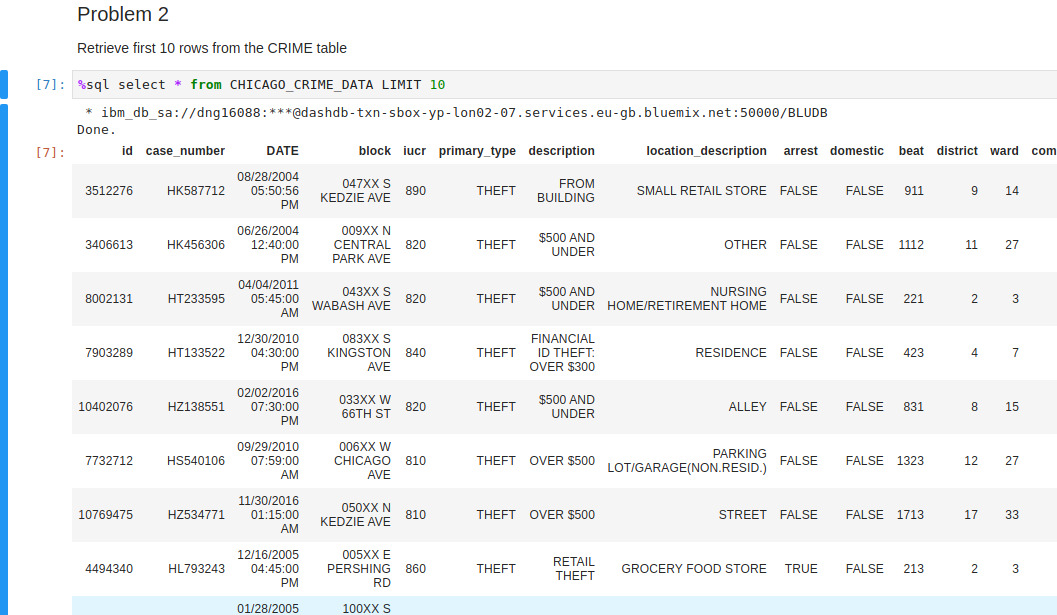 Problem 2
Retrieve first 10 rows from the CRIME table
[7]: %sql select * from CHICAGO_CRIME_DATA LIMIT 10
* ibm_db_sa://dng16088:***@dashdb-txn-sbox-yp-lon02-07.services.eu-gb.bluemix.net:50000/BLUDB
Done.
[7]: id case_number DATE block iucr primary_type description location_description arrest domestic beat district ward com
08/28/2004
3512276 HK587712 05:50:56 047XX S 890 THEFT FROM SMALL RETAIL STORE FALSE FALSE 911 9 14
PM KEDZIE AVE BUILDING
06/26/2004 009XX N
3406613 HK456306 12:40:00 CENTRAL 820 THEFT $500 AND OTHER FALSE FALSE 1112 11 27
PM PARK AVE UNDER
04/04/2011
8002131 HT233595 05:45:00 043XX S 820 THEFT $500 AND NURSING FALSE FALSE 221 2 3
AM WABASH AVE UNDER HOME/RETIREMENT HOME
12/30/2010 083XX S FINANCIAL
7903289 HT133522 04:30:00 KINGSTON 840 THEFT ID THEFT: RESIDENCE FALSE FALSE 423 4 7
PM AVE OVER $300
02/02/2016
10402076 HZ138551 07:30:00 033XX W 820 THEFT $500 AND ALLEY FALSE FALSE 831 8 15
PM 66TH ST UNDER
09/29/2010 006XX W
7732712 HS540106 07:59:00 CHICAGO 810 THEFT OVER $500 PARKING FALSE FALSE 1323 12 27
AM AVE LOT/GARAGE(NON.RESID.)
11/30/2016
10769475 HZ534771 01:15:00 050XX N 810 THEFT OVER $500 STREET FALSE FALSE 1713 17 33
AM KEDZIE AVE
12/16/2005 005XX E
4494340 HL793243 04:45:00 PERSHING 860 THEFT RETAIL GROCERY FOOD STORE TRUE FALSE 213 2 3
PM RD THEFT
01/28/2005 100XX S